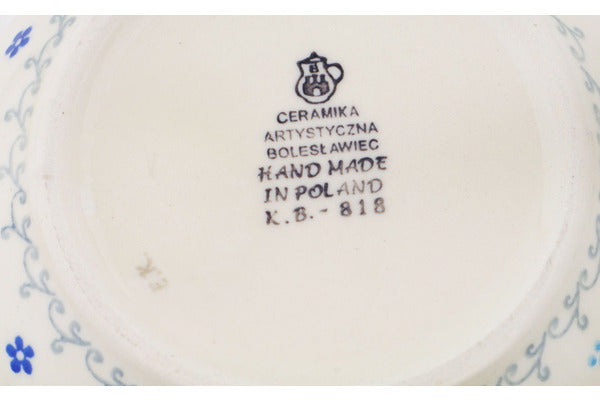 B
CERAMIKA
ARTYSTYCZNA
BOLESŁAWIEC
HAND MADE
IN POLAND
K.B.-818
E.K.